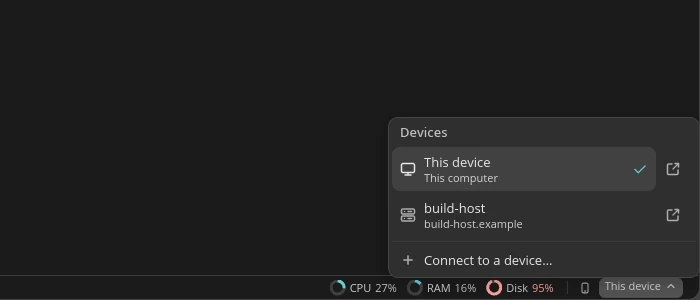 Devices
This device
This computer
build-host
build-host.example
Connect to a device...
CPU 27% RAM 16% Disk 95% This device